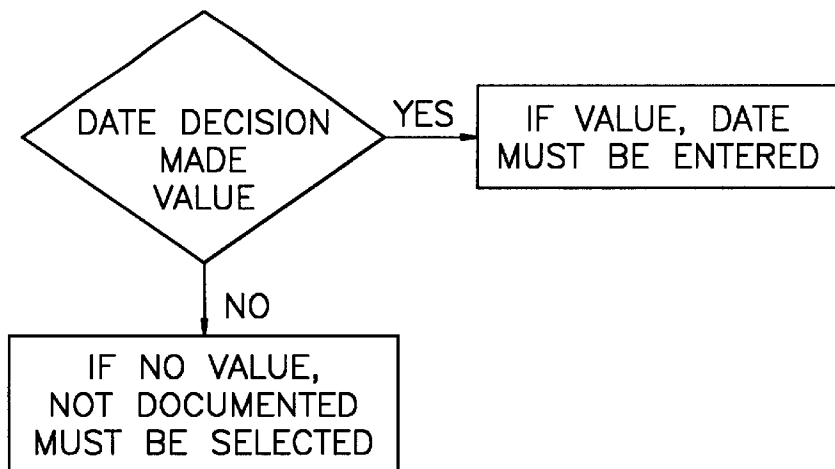 DATE DECISION
MADE
VALUE
YES
IF VALUE, DATE
MUST BE ENTERED
NO
IF NO VALUE,
NOT DOCUMENTED
MUST BE SELECTED